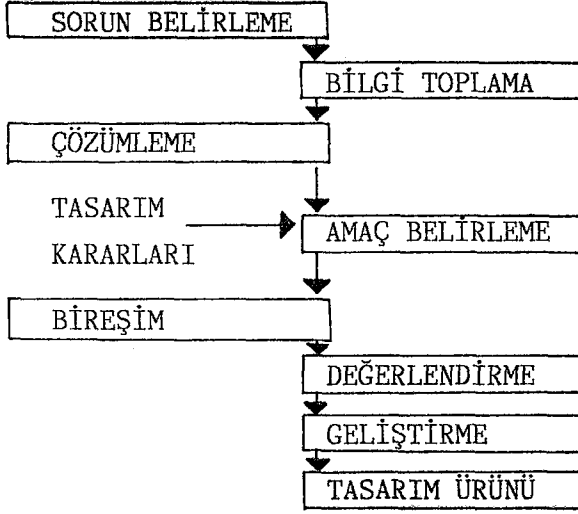 SORUN BELİRLEME
BİLGİ TOPLAMA
ÇÖZÜMLEME
TASARIM
KARARLARI
AMAÇ BELİRLEME
BİREŞİM
DEĞERLENDİRME
GELİŞTİRME
TASARIM ÜRÜNÜ